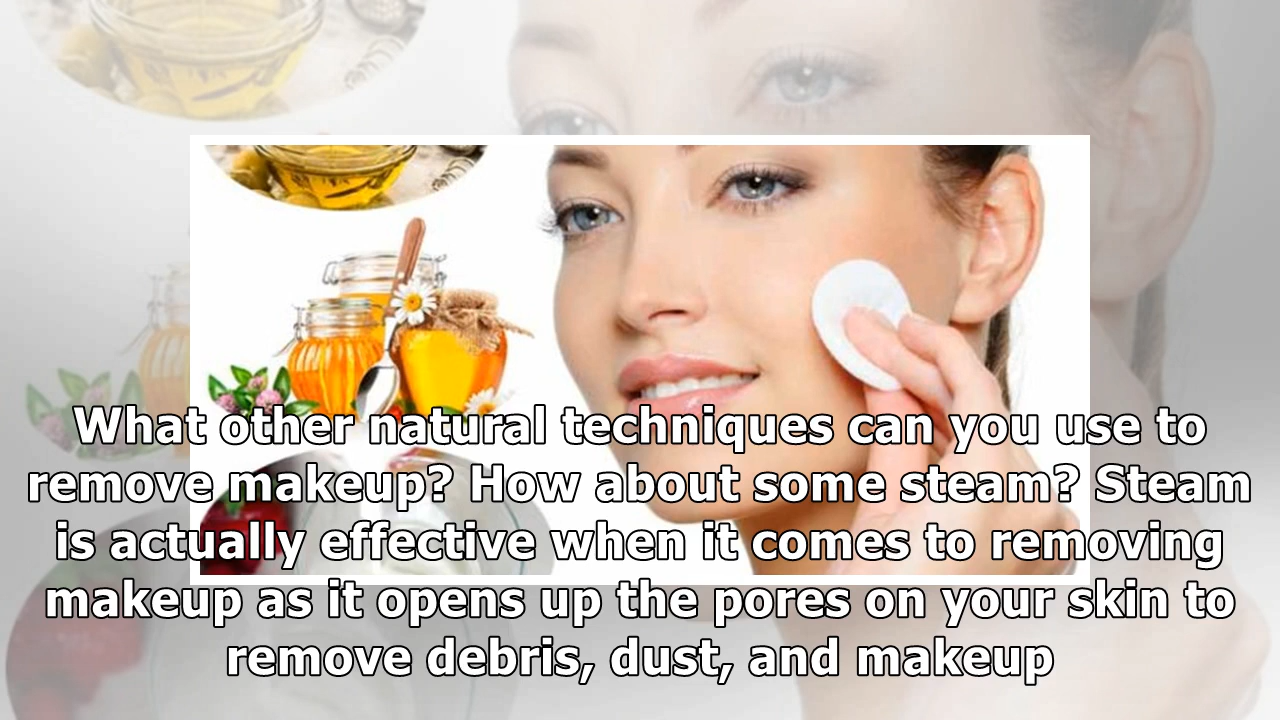 What other natural techniques can you use to
remove makeup? How about some steam? Steam
is actually effective when it comes to removing
makeup as it opens up the pores on your skin to
remove debris, dust, and makeup